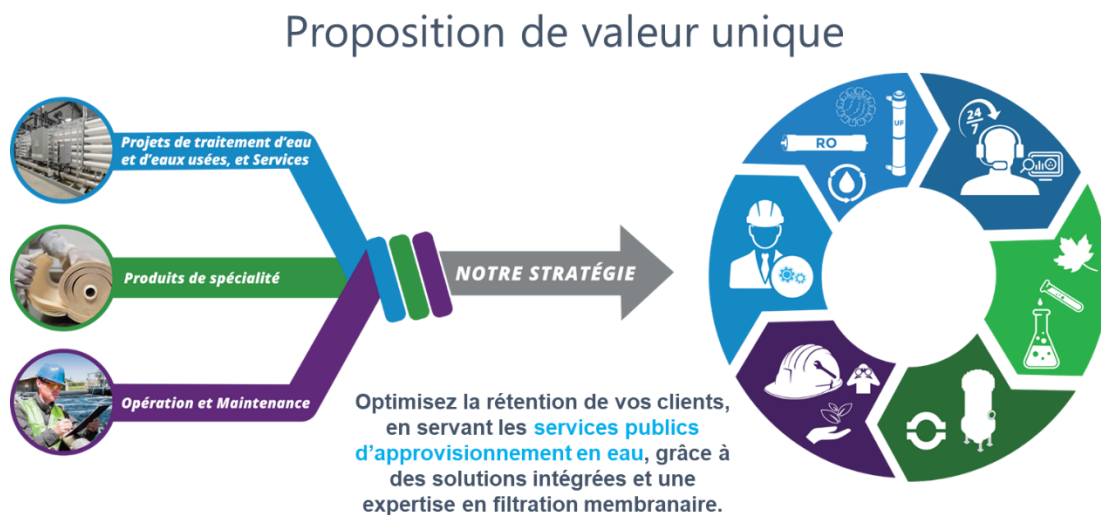 Proposition de valeur unique
Projets de traitement d'eau
et d'eaux usées, et Services
Produits de spécialité
Opération et Maintenance
NOTRE STRATÉGIE
Optimisez la rétention de vos clients,
en servant les services publics
d'approvisionnement en eau, grâce à
des solutions intégrées et une
expertise en filtration membranaire.
RO
UF
24
7